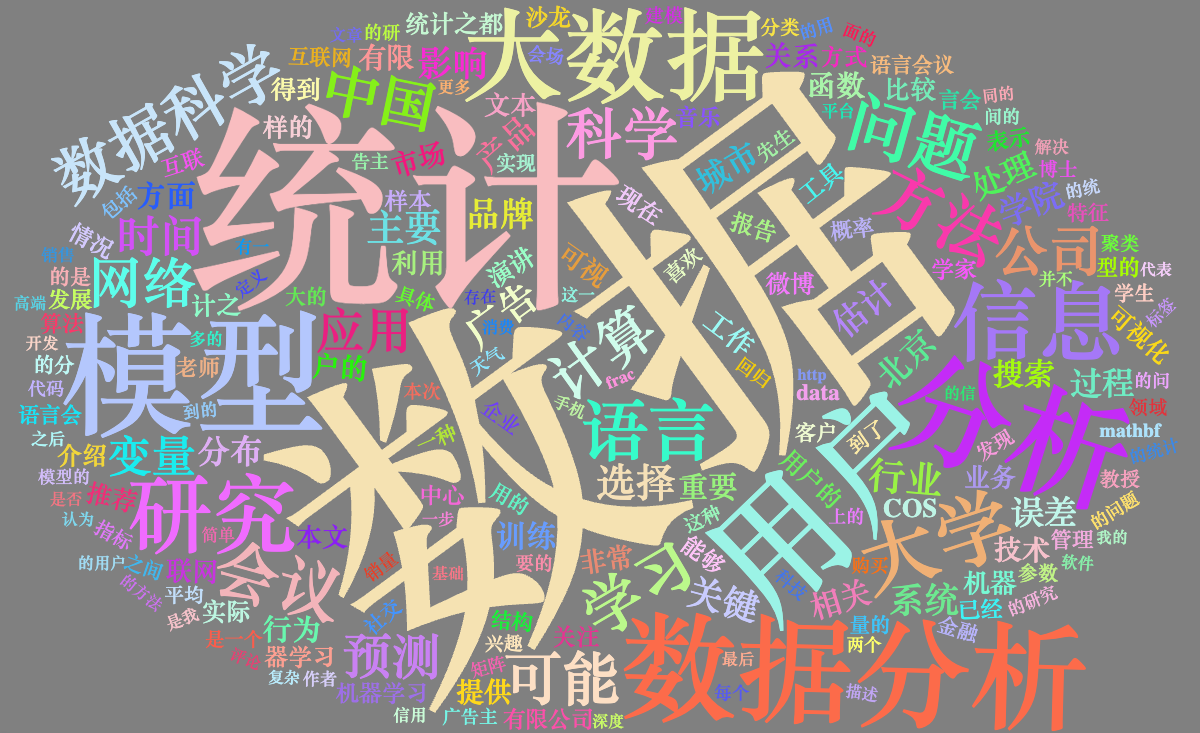 文章
的研
统计之都
沙龙
大数据
建模
分类
的用
面的
互联网
有限
影响
会场
更多
关系
方式
语言会议
数据科学
得到
中国
文本
科学
音乐
函数
比较
言会
同的
间的
平台
样的
统计
产品
实现
告主
市场
城市
先生
问题
表示
解决
互联
包括
方面
样本
现在
数据
工具
处理
博士
的统
情况
时间
主要
品牌
报告
概率
方法
学院
特征
有一
利用
演讲
可视
喜欢
微博
学家
公司
聚类
型的
代表
并不
的是
网络
定义
具体
存在
这一
估计
学生
标签
高端
发展
计之
大的
广告
消费
内容
工作
信息
可视化
算法
开发
模型
多的
应用
天气
计算
回归
北京
的分
老师
户的
frac
http
data
搜索
过程
的问
代码
本次
手机
的信
分析
语言会
到的
企业
语言
用户
领域
之后
介绍
变量
分布
一种
客户
到了
发现
mathbf
模型的
选择
重要
用户的
行业
业务
教授
是否
推荐
研究
中心
用的
这种
上的
COS
误差
的问题
认为
指标
简单
本文
一步
训练
能够
大学
技术
管理
我的
的用户
之间
联网
会议
销量
基础
要的
非常
科技
购买
机器
参数
软件
的方法
平均
实际
社交
学习
关键
相关
系统
已经
的研究
是我
是一个
行为
结构
量的
金融
评论
器学习
预测
兴趣
关注
两个
复杂
作者
矩阵
可能
数据分析
最后
机器学习
提供
每个
描述
信用
广告主
有限公司
深度